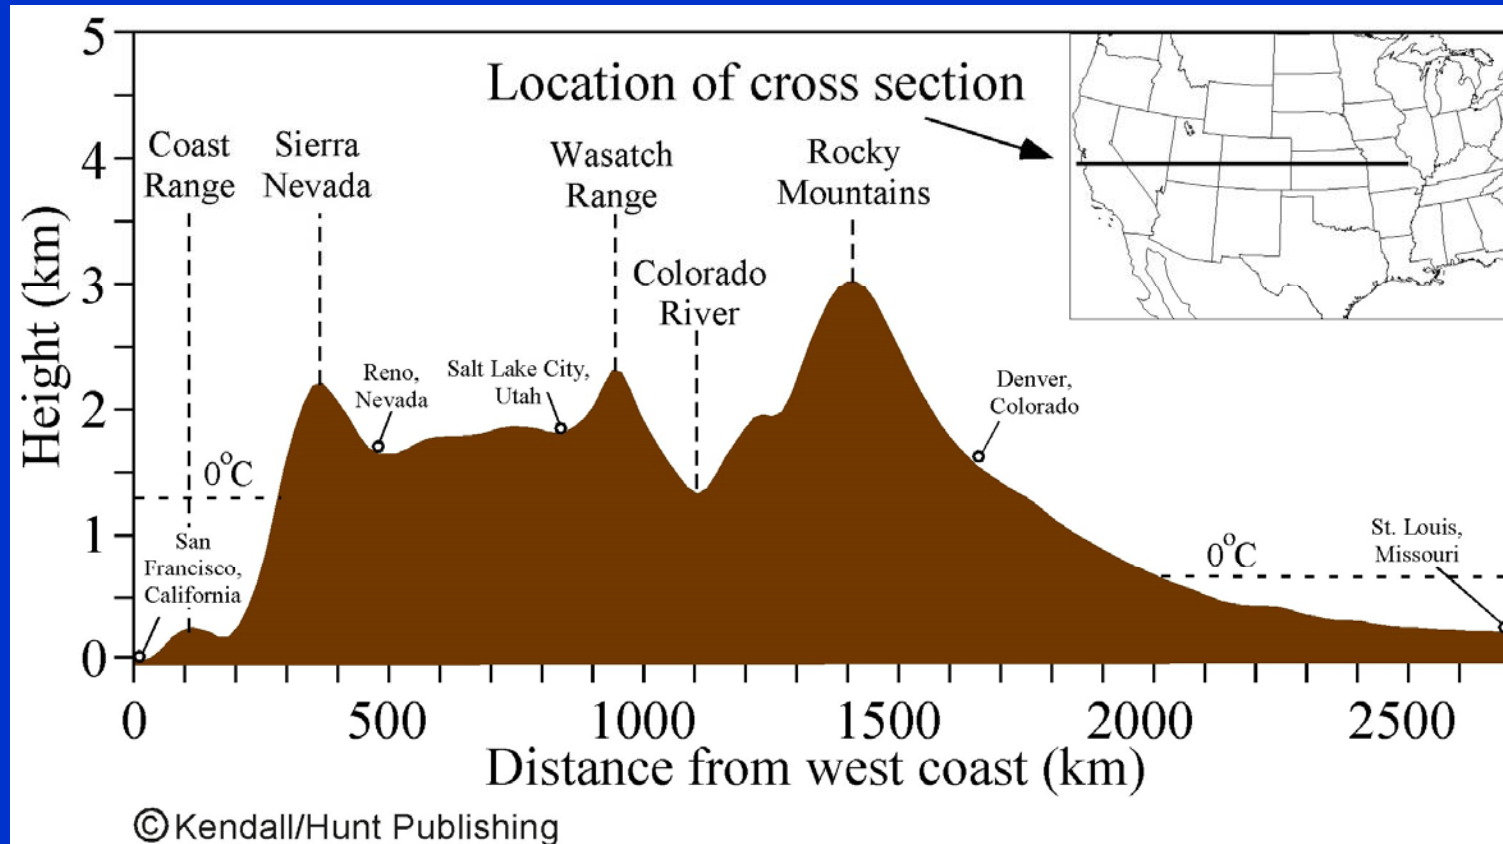 Location of cross section
Coast
Range
Sierra
Nevada
Wasatch
Range
Rocky
Mountains
Colorado
River
Reno,
Nevada
Salt Lake City,
Utah
Denver,
Colorado
St. Louis,
Missouri
San
Francisco,
California
0°C
0°C
Height (km)
5
4
3
2
1
0
0 500 1000 1500 2000 2500
Distance from west coast (km)
©Kendall/Hunt Publishing